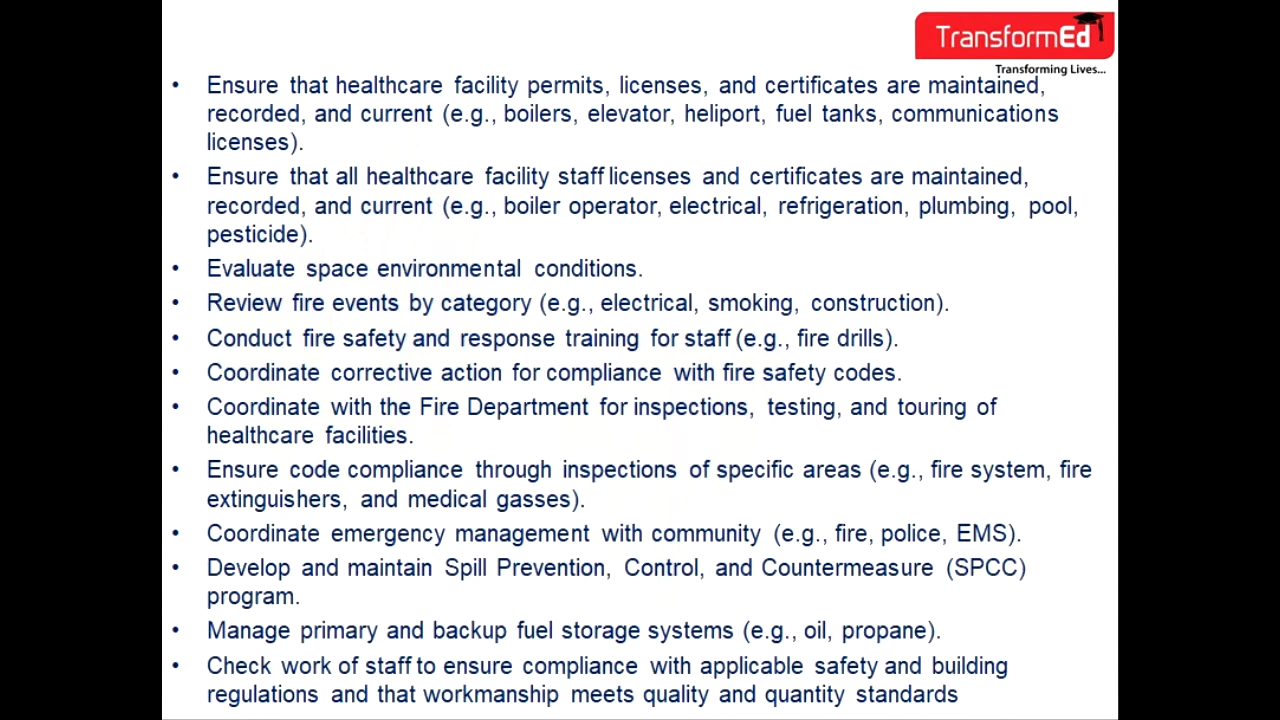 TransformEd
Transforming Lives...
• Ensure that healthcare facility permits, licenses, and certificates are maintained,
recorded, and current (e.g., boilers, elevator, heliport, fuel tanks, communications
licenses).
• Ensure that all healthcare facility staff licenses and certificates are maintained,
recorded, and current (e.g., boiler operator, electrical, refrigeration, plumbing, pool,
pesticide).
• Evaluate space environmental conditions.
• Review fire events by category (e.g., electrical, smoking, construction).
• Conduct fire safety and response training for staff (e.g., fire drills).
• Coordinate corrective action for compliance with fire safety codes.
• Coordinate with the Fire Department for inspections, testing, and touring of
healthcare facilities.
• Ensure code compliance through inspections of specific areas (e.g., fire system, fire
extinguishers, and medical gasses).
• Coordinate emergency management with community (e.g., fire, police, EMS).
• Develop and maintain Spill Prevention, Control, and Countermeasure (SPCC)
program.
• Manage primary and backup fuel storage systems (e.g., oil, propane).
• Check work of staff to ensure compliance with applicable safety and building
regulations and that workmanship meets quality and quantity standards